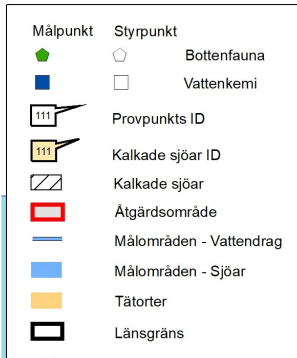 Målpunkt Styrpunkt
Bottenfauna
Vattenkemi
111 Provpunkts ID
111 Kalkade sjöar ID
Kalkade sjöar
Åtgärdsområde
Målområden - Vattendrag
Målområden - Sjöar
Tätorter
Länsgräns